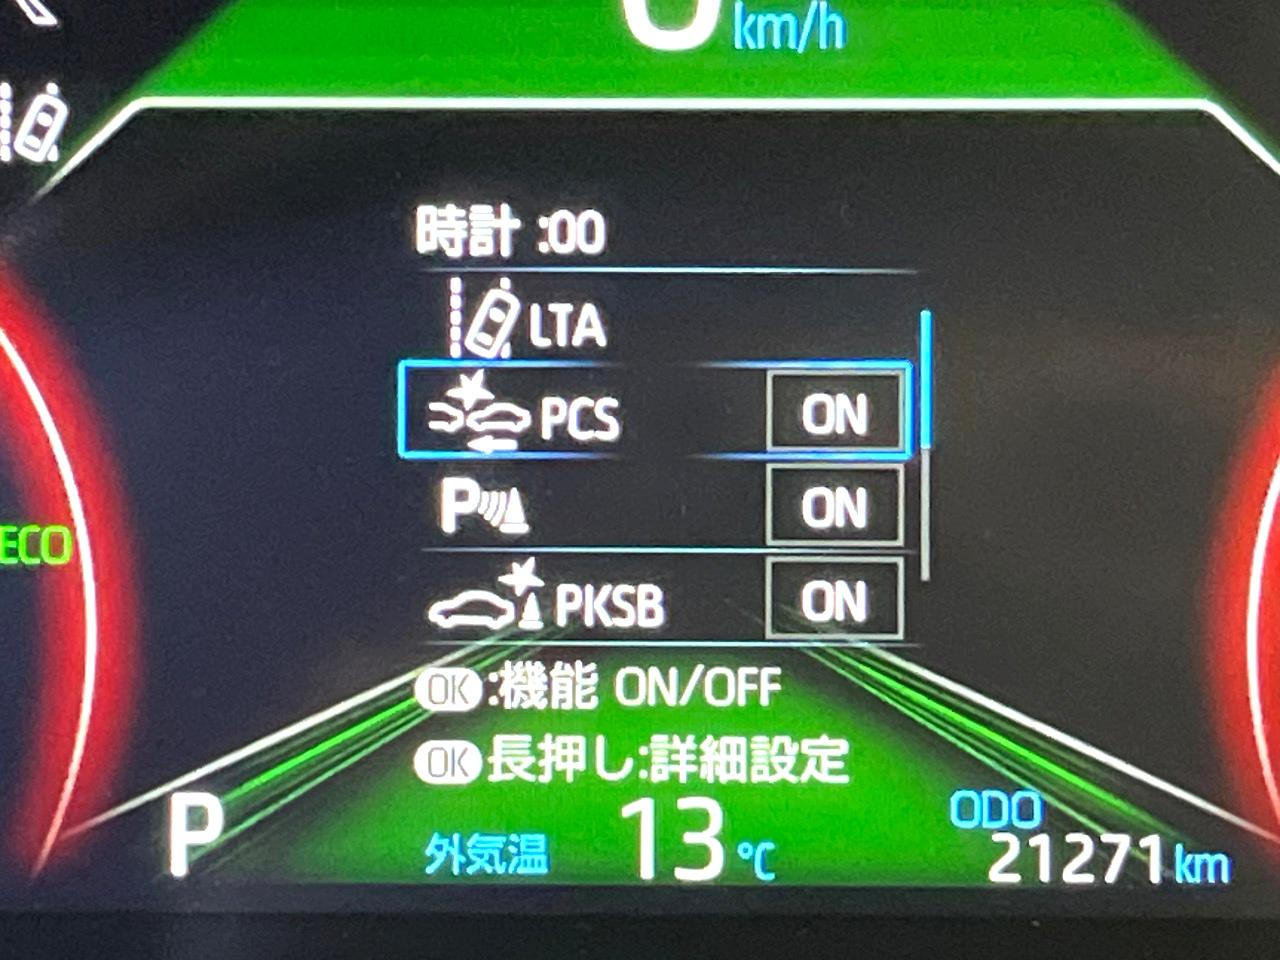 km/h
時計 :00
LTA
PCS ON
P ON
PKSB ON
ECO
OK:機能 ON/OFF
OK長押し:詳細設定
P
外気温 13℃
ODO
21271km